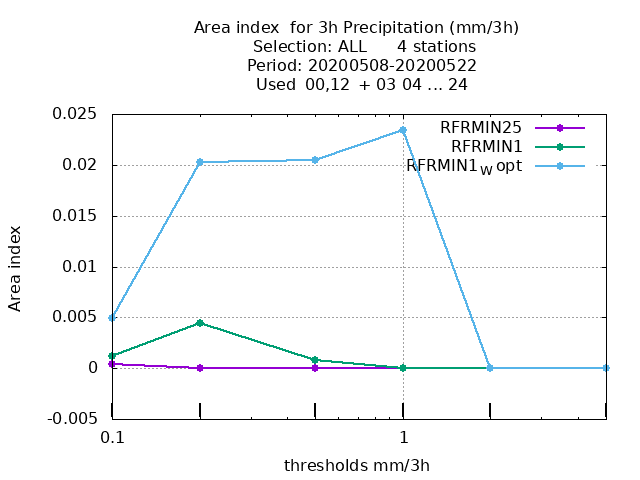 Area index  for 3h Precipitation (mm/3h)
Selection: ALL      4 stations
Period: 20200508-20200522
Used  00,12  + 03 04 ... 24
0.025
RFRMIN25
RFRMIN1
0.02
RFRMIN1W opt
0.015
0.01
0.005
0
-0.005
0.1
1
Area index
thresholds mm/3h